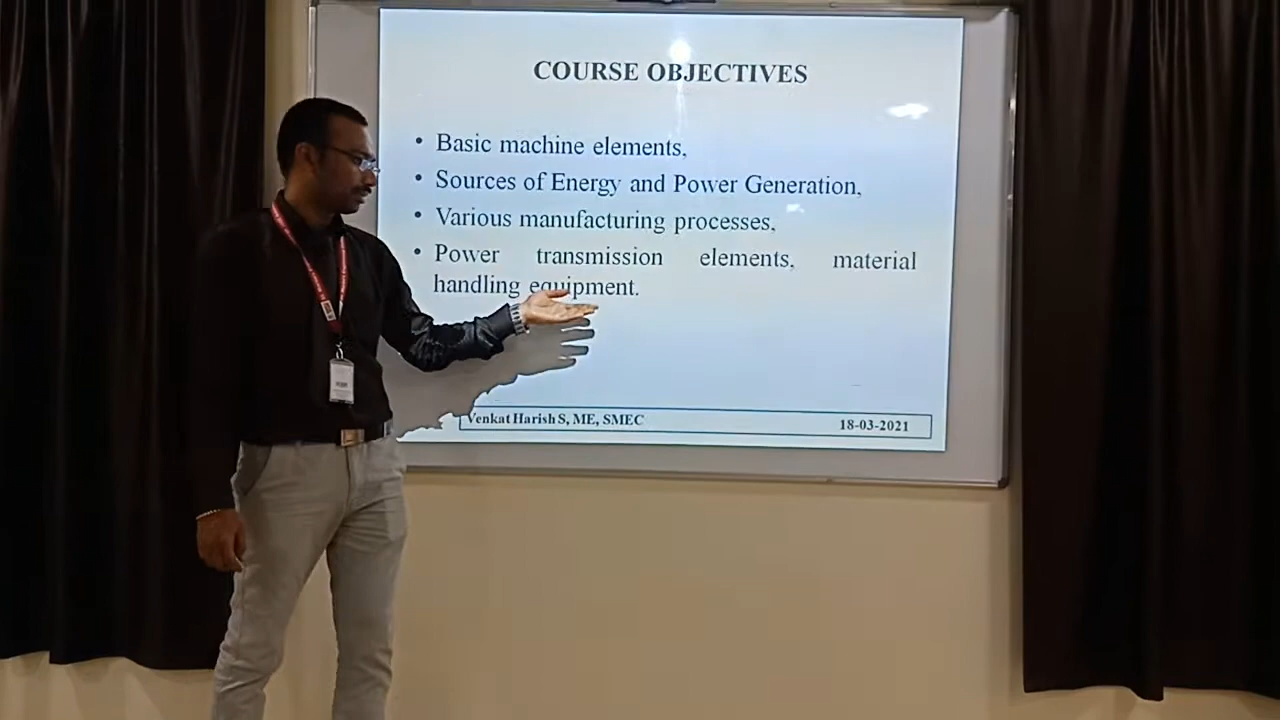 COURSE OBJECTIVES
• Basic machine elements,
• Sources of Energy and Power Generation,
• Various manufacturing processes,
• Power transmission elements, material
handling equipment.
Venkat Harish S, ME, SMEC
18-03-2021